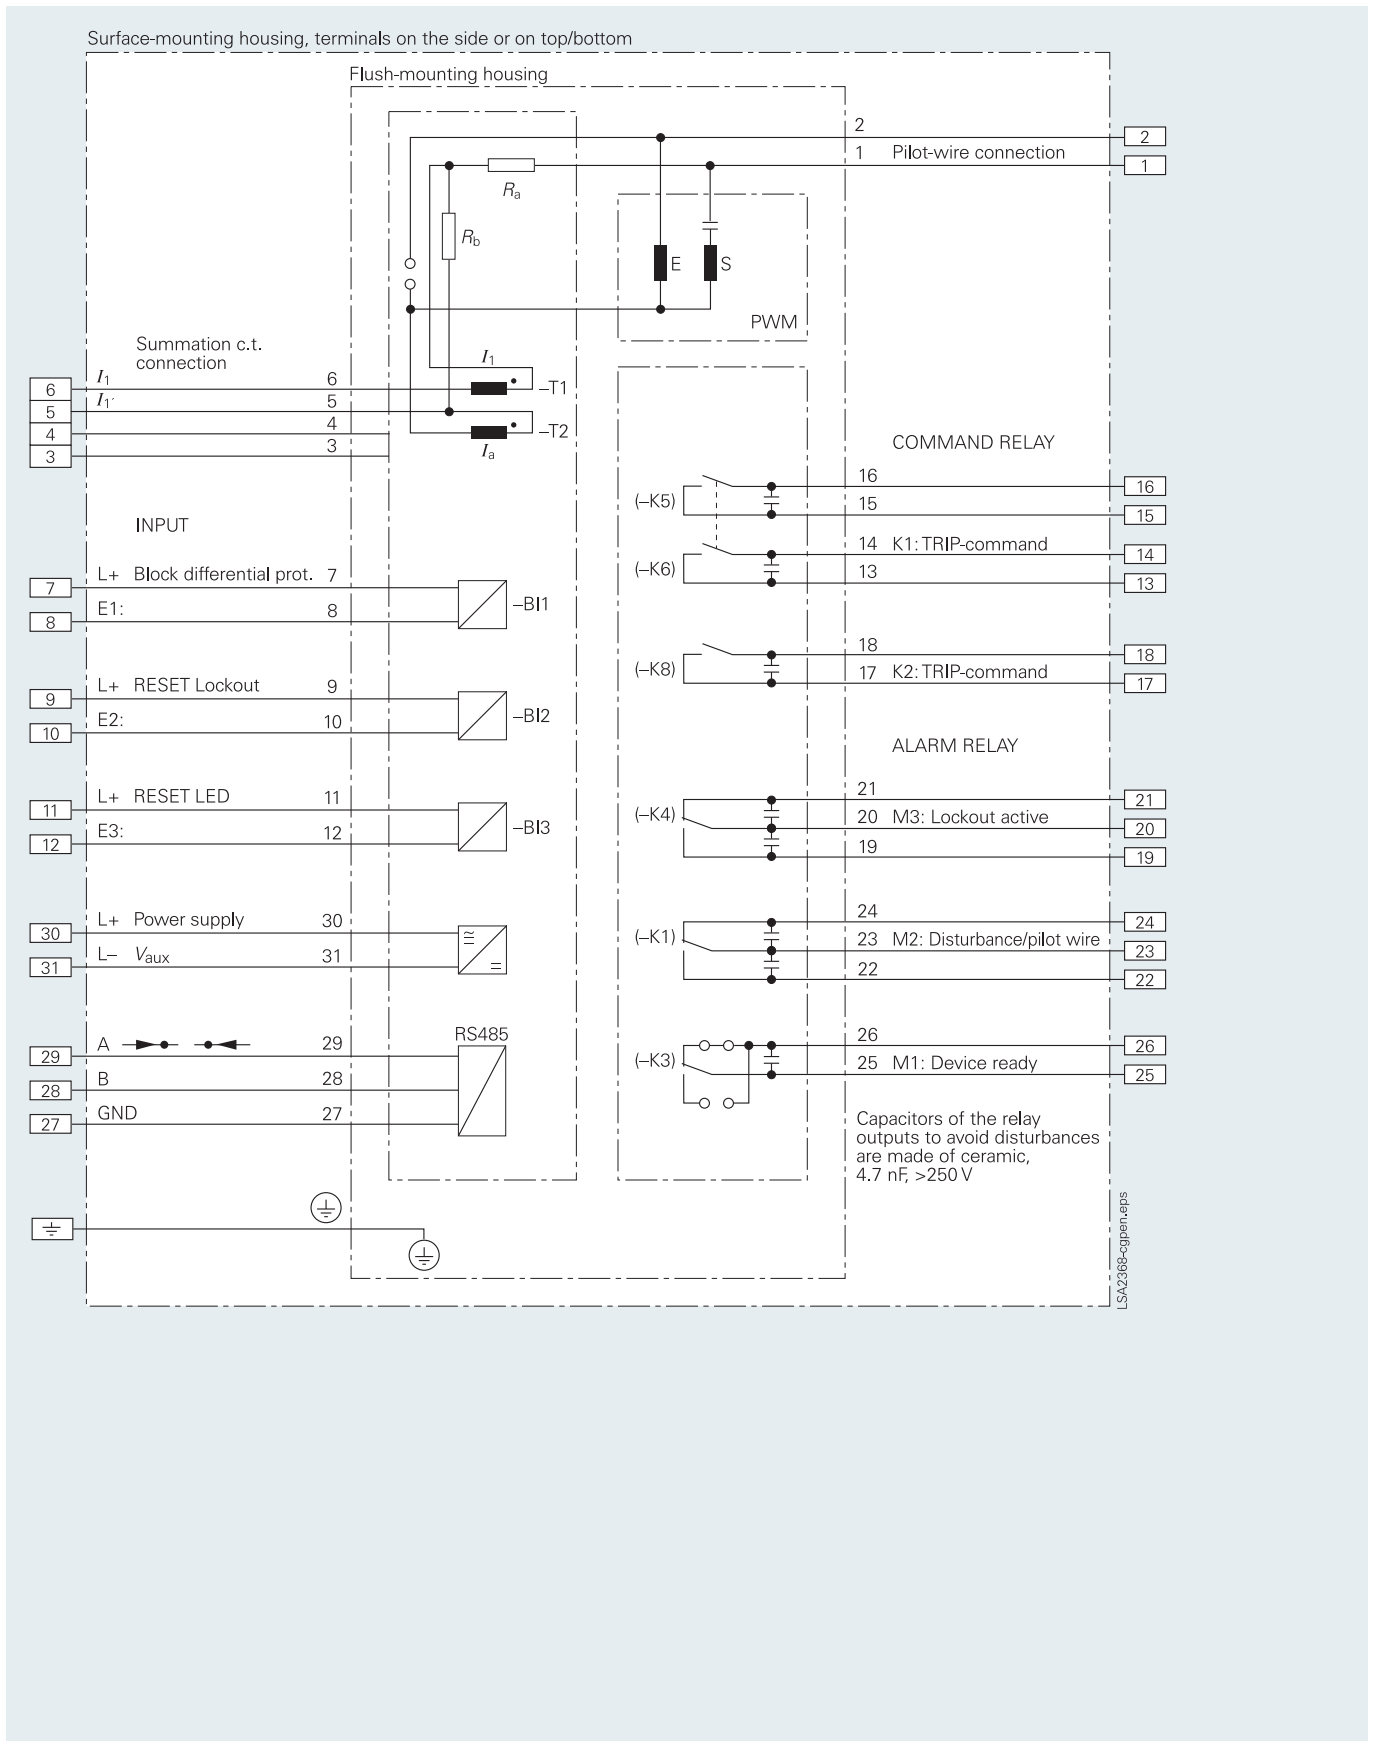 Surface-mounting housing, terminals on the side or on top/bottom
Flush-mounting housing
2
2
1 Pilot-wire connection
1
Ra
Rb
E
S
PWM
Summation c.t.
connection
6
I1
6
I1
–T1
5
I1′
5
4
4
–T2
3
3
Ia
COMMAND RELAY
(–K5)
16
16
15
15
(–K6)
14 K1: TRIP-command
14
13
13
(–K8)
18
18
17 K2: TRIP-command
17
INPUT
7
L+ Block differential prot. 7
8
E1:
8
–BI1
9
L+ RESET Lockout
9
10
E2:
10
–BI2
11
L+ RESET LED
11
12
E3:
12
–BI3
ALARM RELAY
(–K4)
21
21
20 M3: Lockout active
20
19
19
30
L+ Power supply
30
31
L– Vaux
31
(–K1)
24
24
23 M2: Disturbance/pilot wire
23
22
22
RS485
29
A
29
28
B
28
27
GND
27
(–K3)
26
26
25 M1: Device ready
25
Capacitors of the relay
outputs to avoid disturbances
are made of ceramic,
4.7 nF, >250 V
LSA2368-cgpen.eps